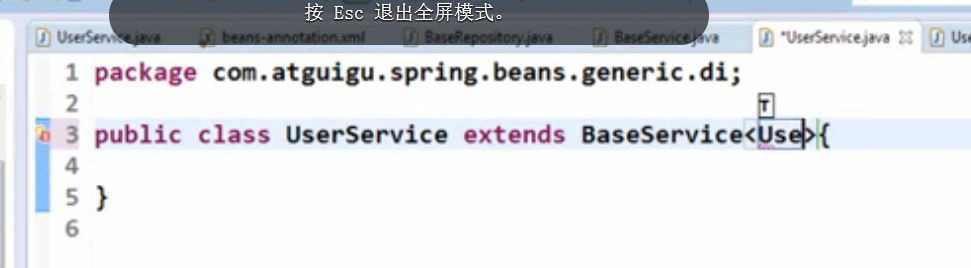 按 Esc 退出全屏模式。
UserService.java beans-annotation.xml BaseRepository.java BaseService.java *UserService.java Use
1 package com.atguigu.spring.beans.generic.di;
2
T
3 public class UserService extends BaseService<Use>{
4
5 }
6